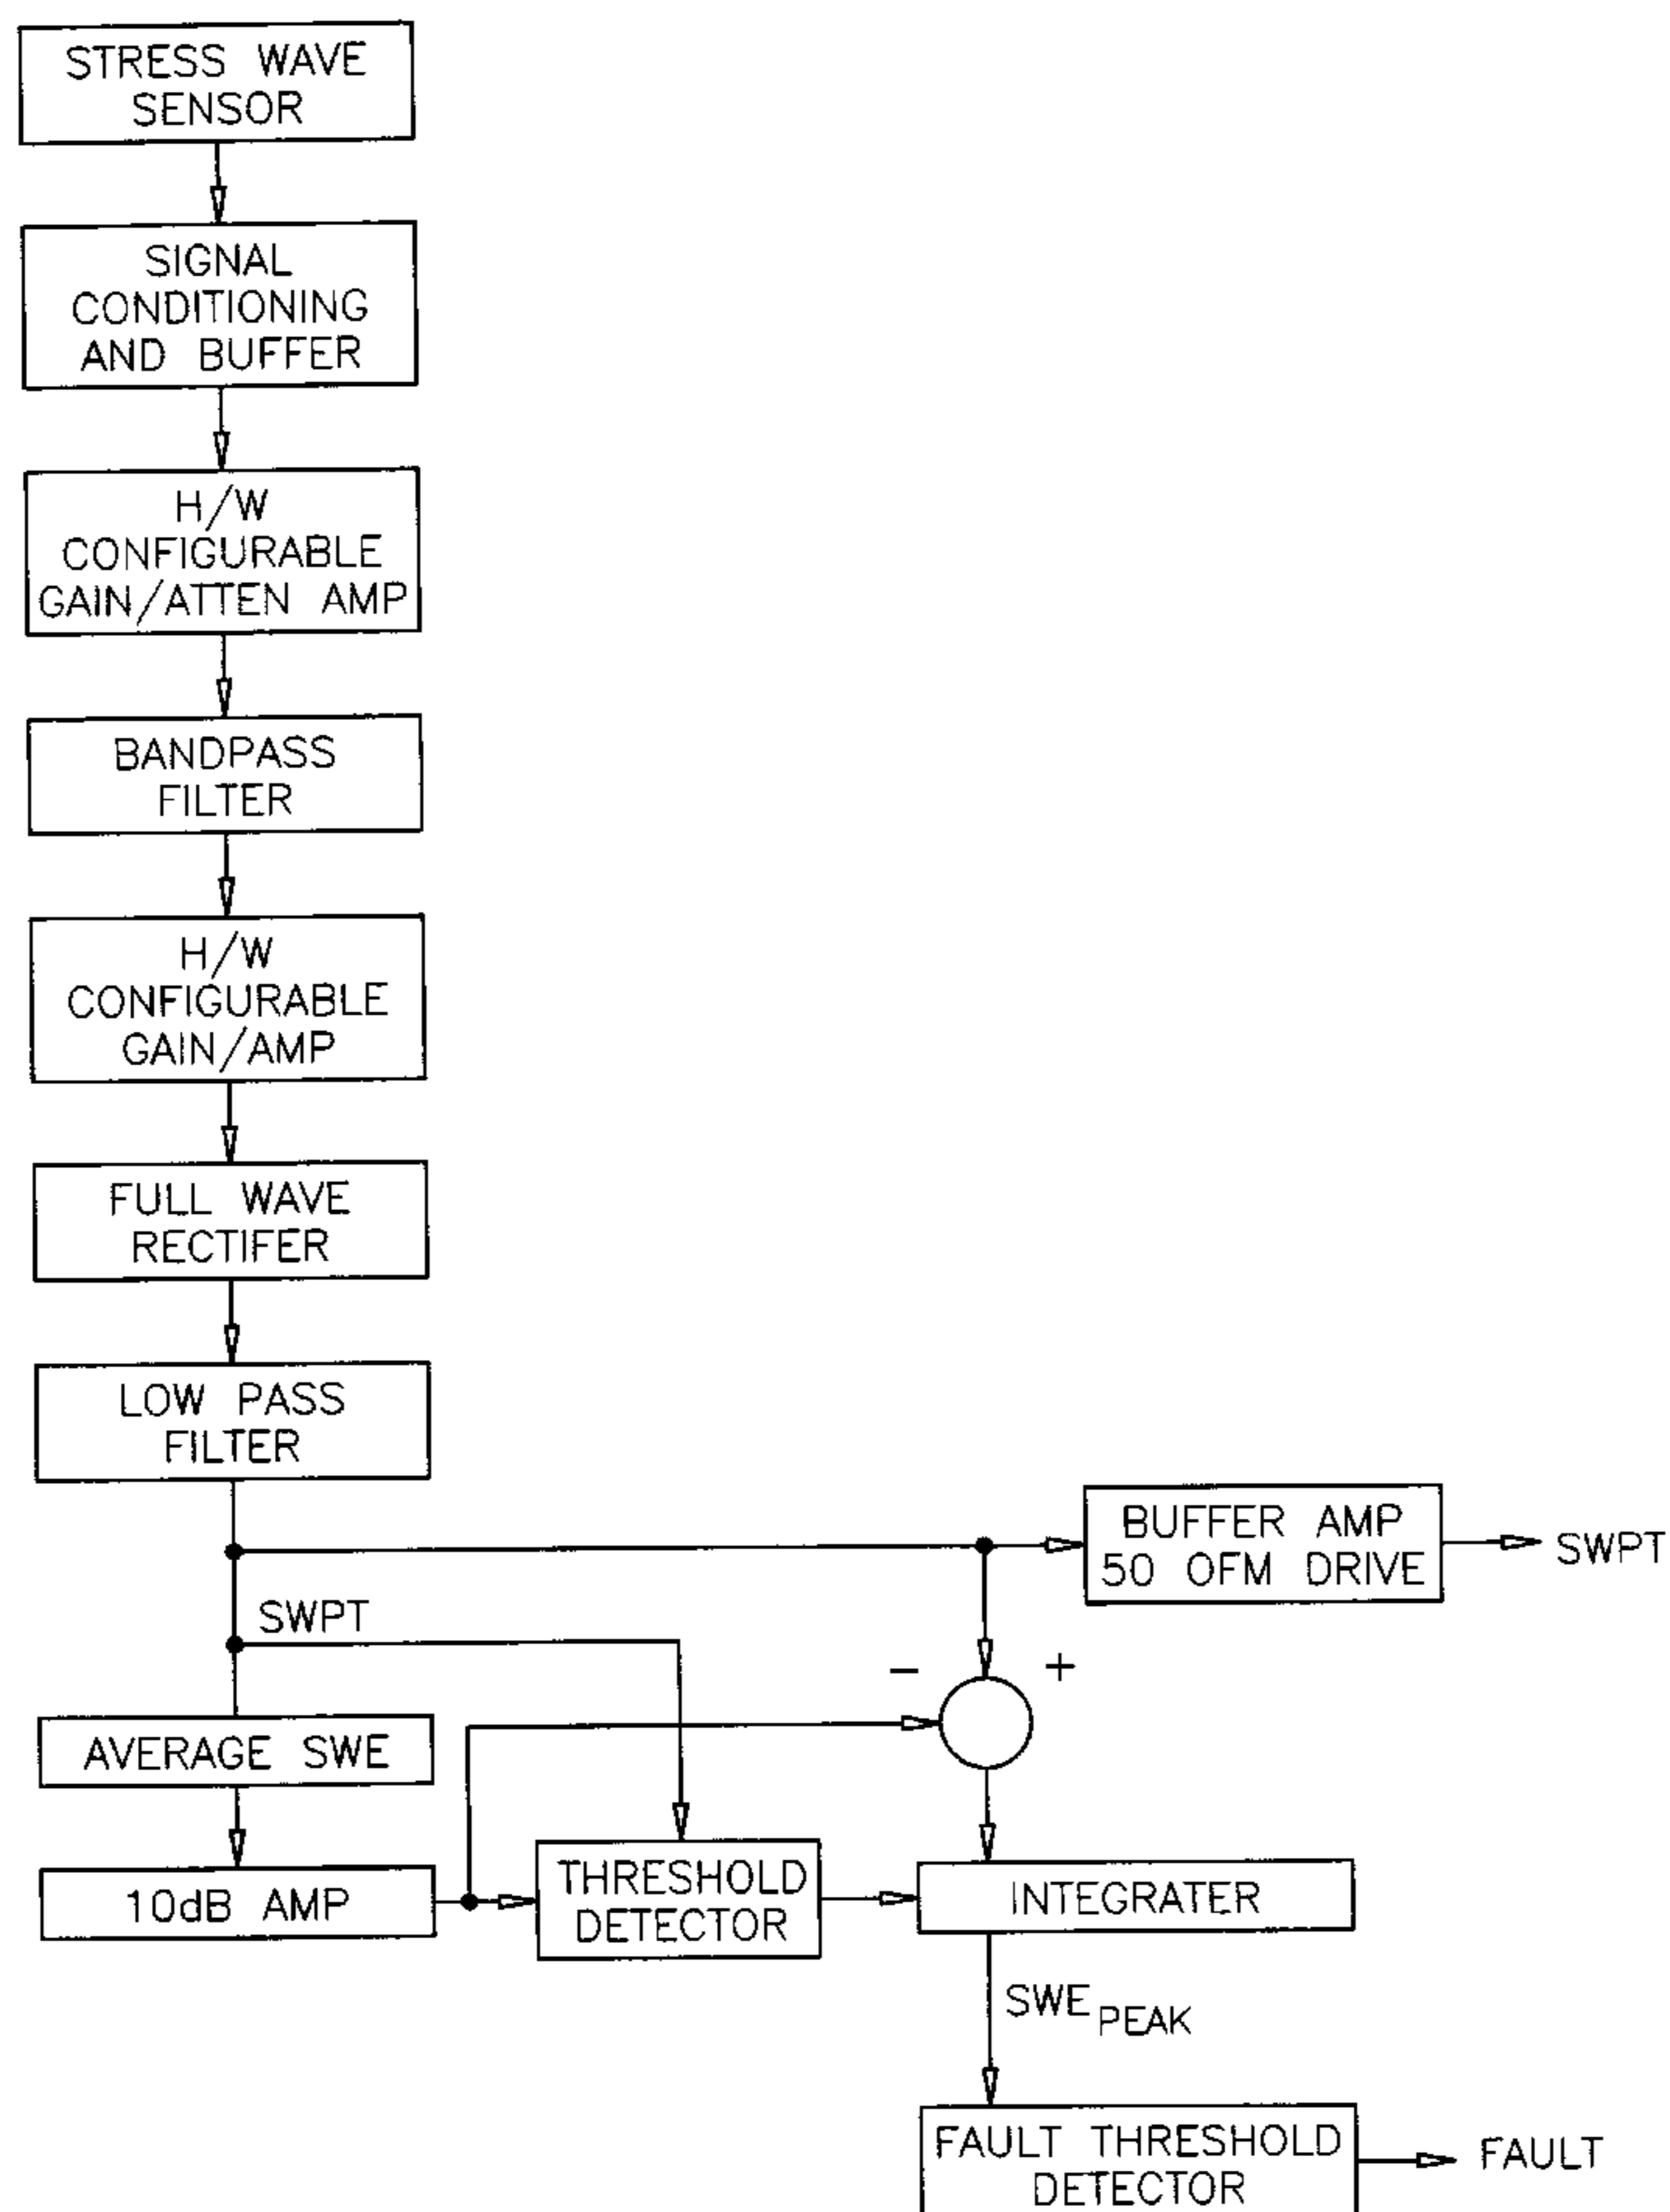 STRESS WAVE
SENSOR
SIGNAL
CONDITIONING
AND BUFFER
H/W
CONFIGURABLE
GAIN/ATTEN AMP
BANDPASS
FILTER
H/W
CONFIGURABLE
GAIN/AMP
FULL WAVE
RECTIFER
LOW PASS
FILTER
BUFFER AMP
50 OFM DRIVE
SWPT
SWPT
- +
AVERAGE SWE
10dB AMP
THRESHOLD
DETECTOR
INTEGRATER
SWE PEAK
FAULT THRESHOLD
DETECTOR
FAULT